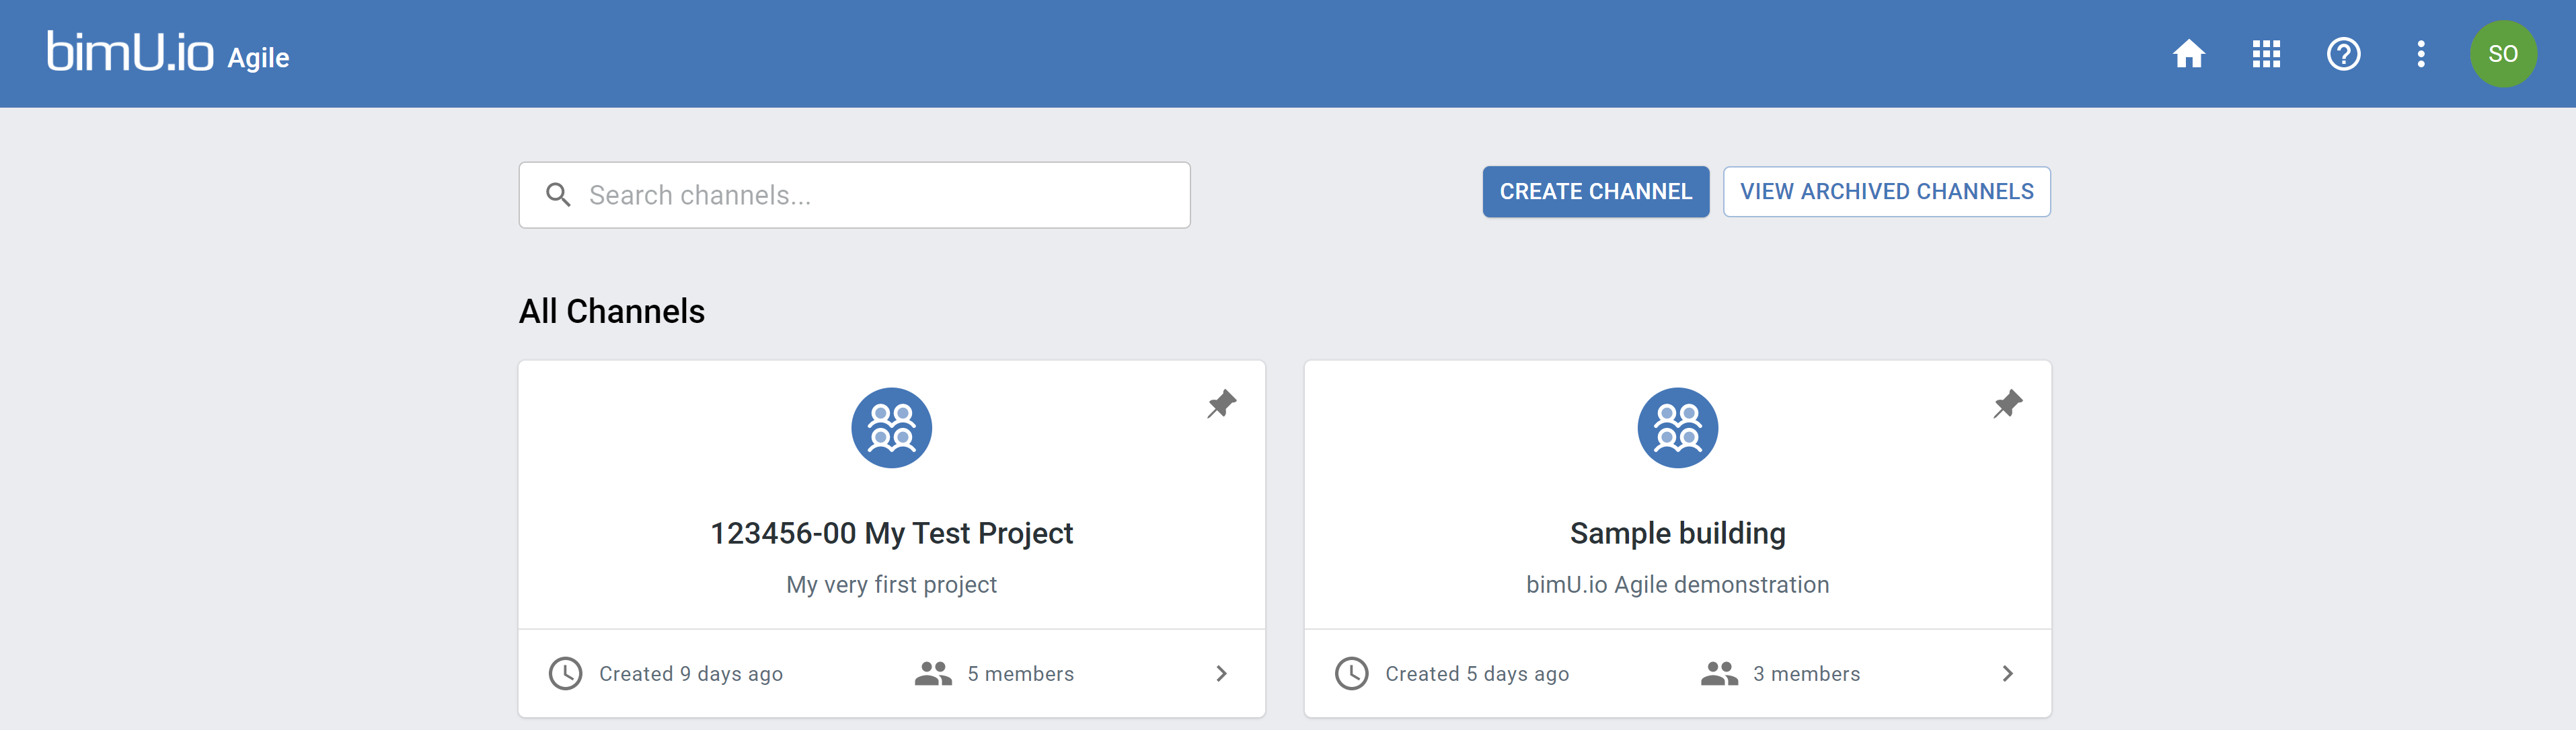 bimU.io Agile
SO
Search channels...
CREATE CHANNEL
VIEW ARCHIVED CHANNELS
All Channels
123456-00 My Test Project
My very first project
Created 9 days ago
5 members
Sample building
bimU.io Agile demonstration
Created 5 days ago
3 members